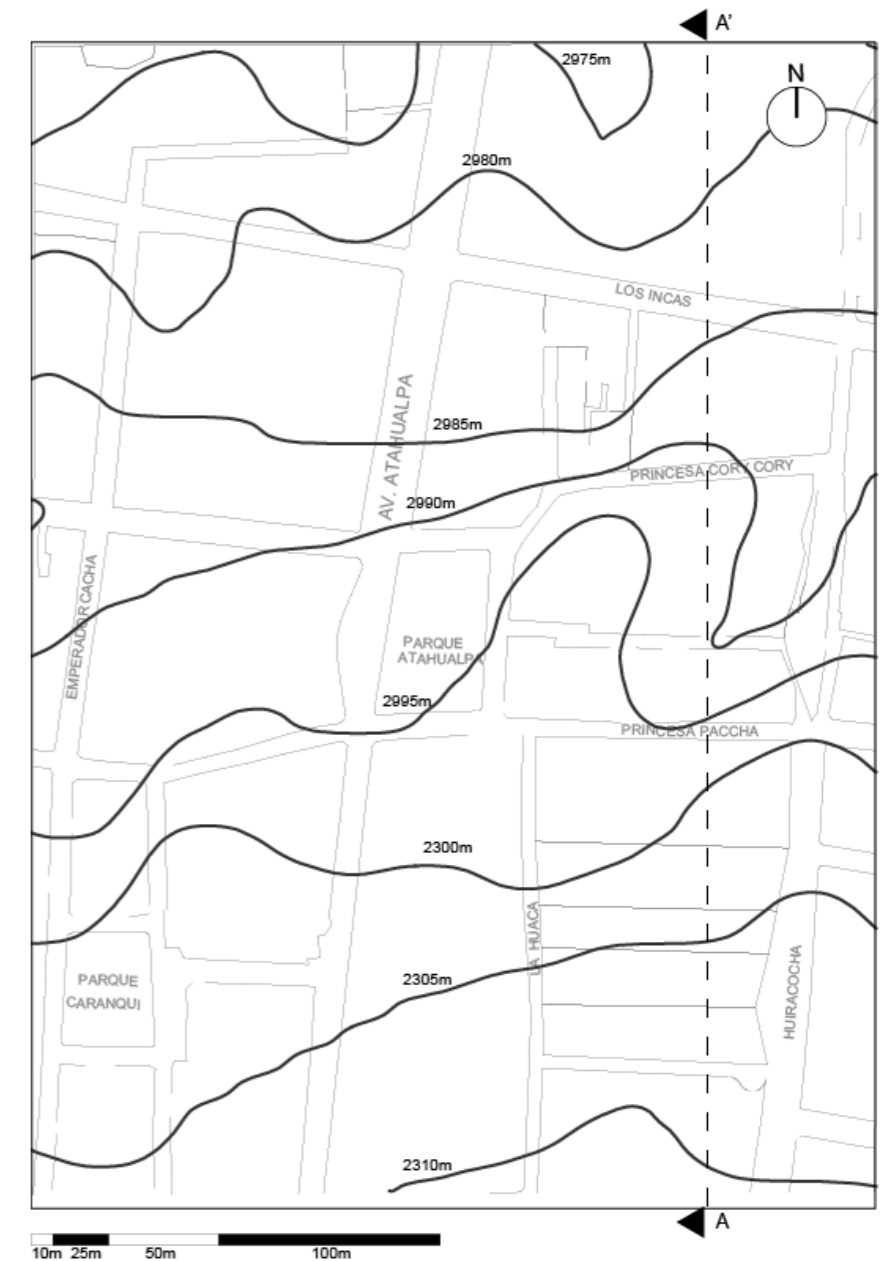 A'
2975m
N
2980m
LOS INCAS
AV. ATAHUALPA
2985m
PRINCESA CORY CORY
2990m
EMPERADOR CACHA
PARQUE
ATAHUALPA
2995m
PRINCESA PACCHA
2300m
LA HUACA
PARQUE
CARANQUI
2305m
HUIRACOCHA
2310m
A
10m 25m 50m 100m